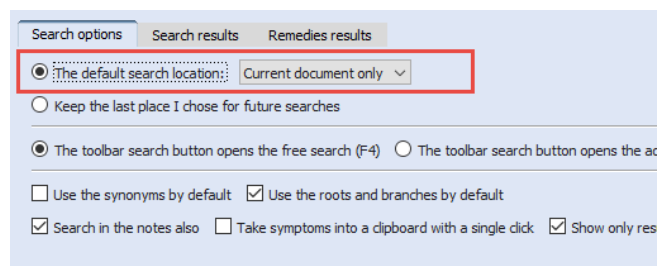 Search options Search results Remedies results
The default search location: Current document only
Keep the last place I chose for future searches
The toolbar search button opens the free search (F4) The toolbar search button opens the
Use the synonyms by default Use the roots and branches by default
Search in the notes also Take symptoms into a clipboard with a single click Show only